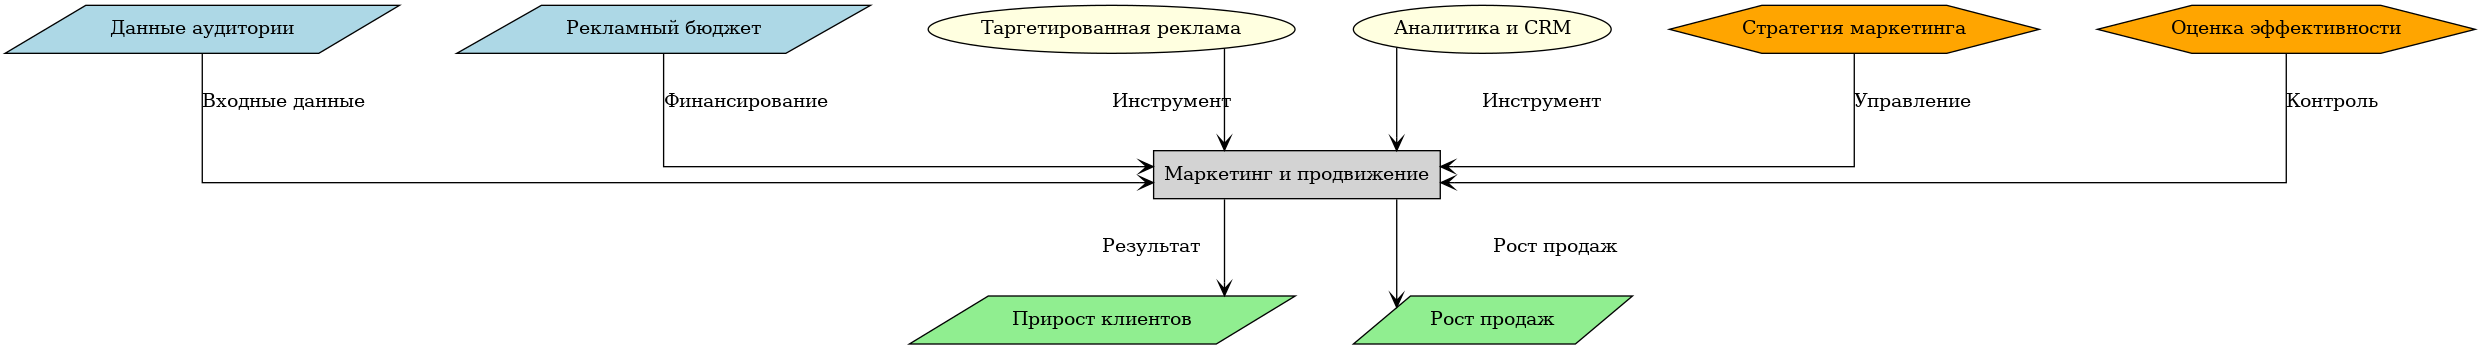 Данные аудитории
Рекламный бюджет
Таргетированная реклама
Аналитика и CRM
Стратегия маркетинга
Оценка эффективности
Входные данные
Финансирование
Инструмент
Инструмент
Управление
Контроль
Маркетинг и продвижение
Результат
Рост продаж
Прирост клиентов
Рост продаж